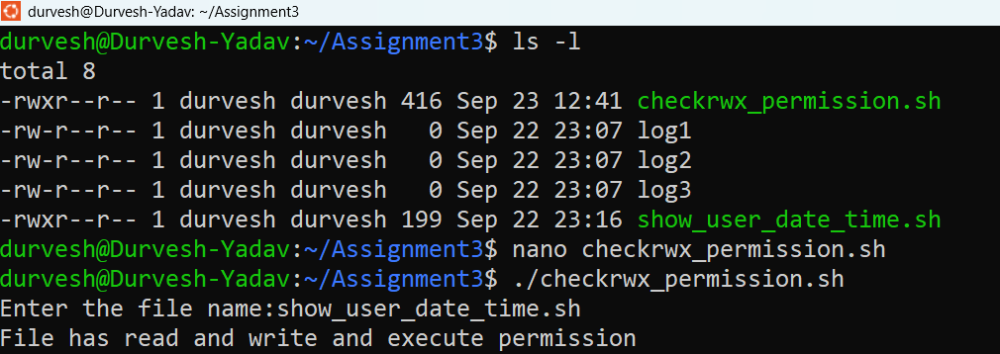 durvesh@Durvesh-Yadav: ~/Assignment3
durvesh@Durvesh-Yadav:~/Assignment3$ ls -l
total 8
-rwxr--r-- 1 durvesh durvesh 416 Sep 23 12:41 checkrwx_permission.sh
-rw-r--r-- 1 durvesh durvesh   0 Sep 22 23:07 log1
-rw-r--r-- 1 durvesh durvesh   0 Sep 22 23:07 log2
-rw-r--r-- 1 durvesh durvesh   0 Sep 22 23:07 log3
-rwxr--r-- 1 durvesh durvesh 199 Sep 22 23:16 show_user_date_time.sh
durvesh@Durvesh-Yadav:~/Assignment3$ nano checkrwx_permission.sh
durvesh@Durvesh-Yadav:~/Assignment3$ ./checkrwx_permission.sh
Enter the file name:show_user_date_time.sh
File has read and write and execute permission